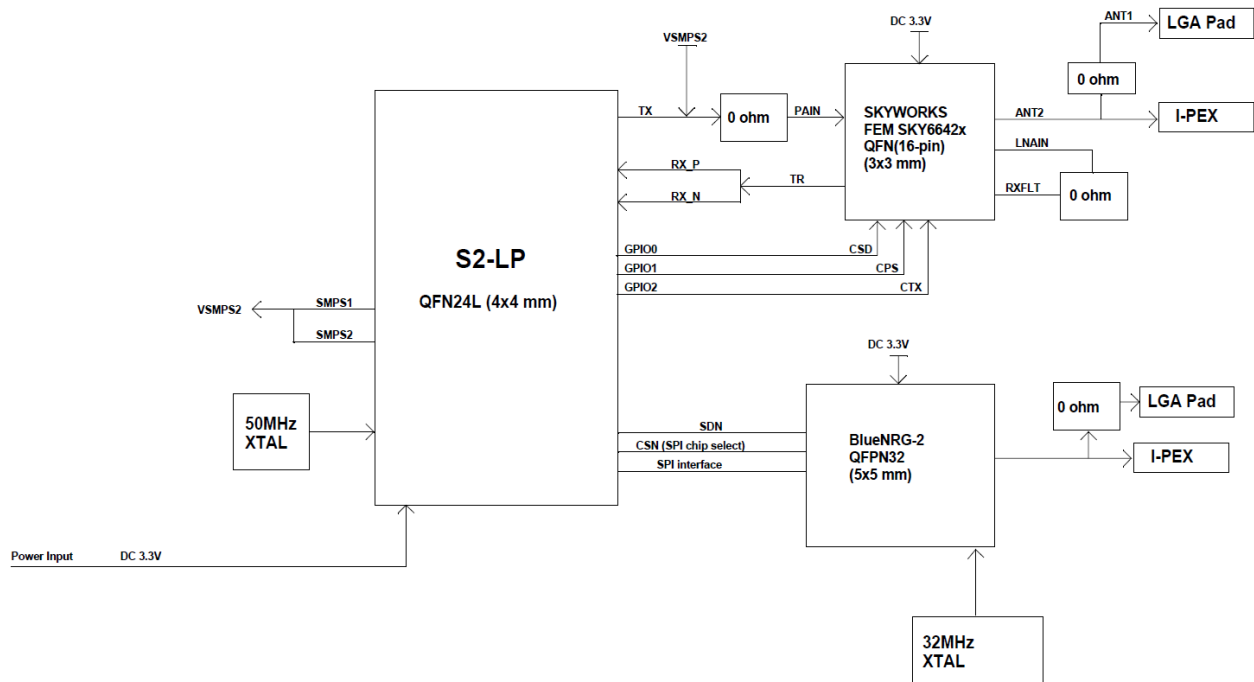 ANT1
LGA Pad
DC 3.3V
VSMPS2
0 ohm
TX
0 ohm
PAIN
SKYWORKS
FEM SKY6642x
QFN(16-pin)
(3x3 mm)
ANT2
I-PEX
LNAIN
RX_P
TR
RX_N
RXFLT
0 ohm
S2-LP
QFN24L (4x4 mm)
GPIO0
CSD
GPIO1
CPS
GPIO2
CTX
VSMPS2
SMPS1
SMPS2
DC 3.3V
50MHz
XTAL
SDN
CSN (SPI chip select)
SPI interface
BlueNRG-2
QFPN32
(5x5 mm)
0 ohm
LGA Pad
I-PEX
Power Input
DC 3.3V
32MHz
XTAL